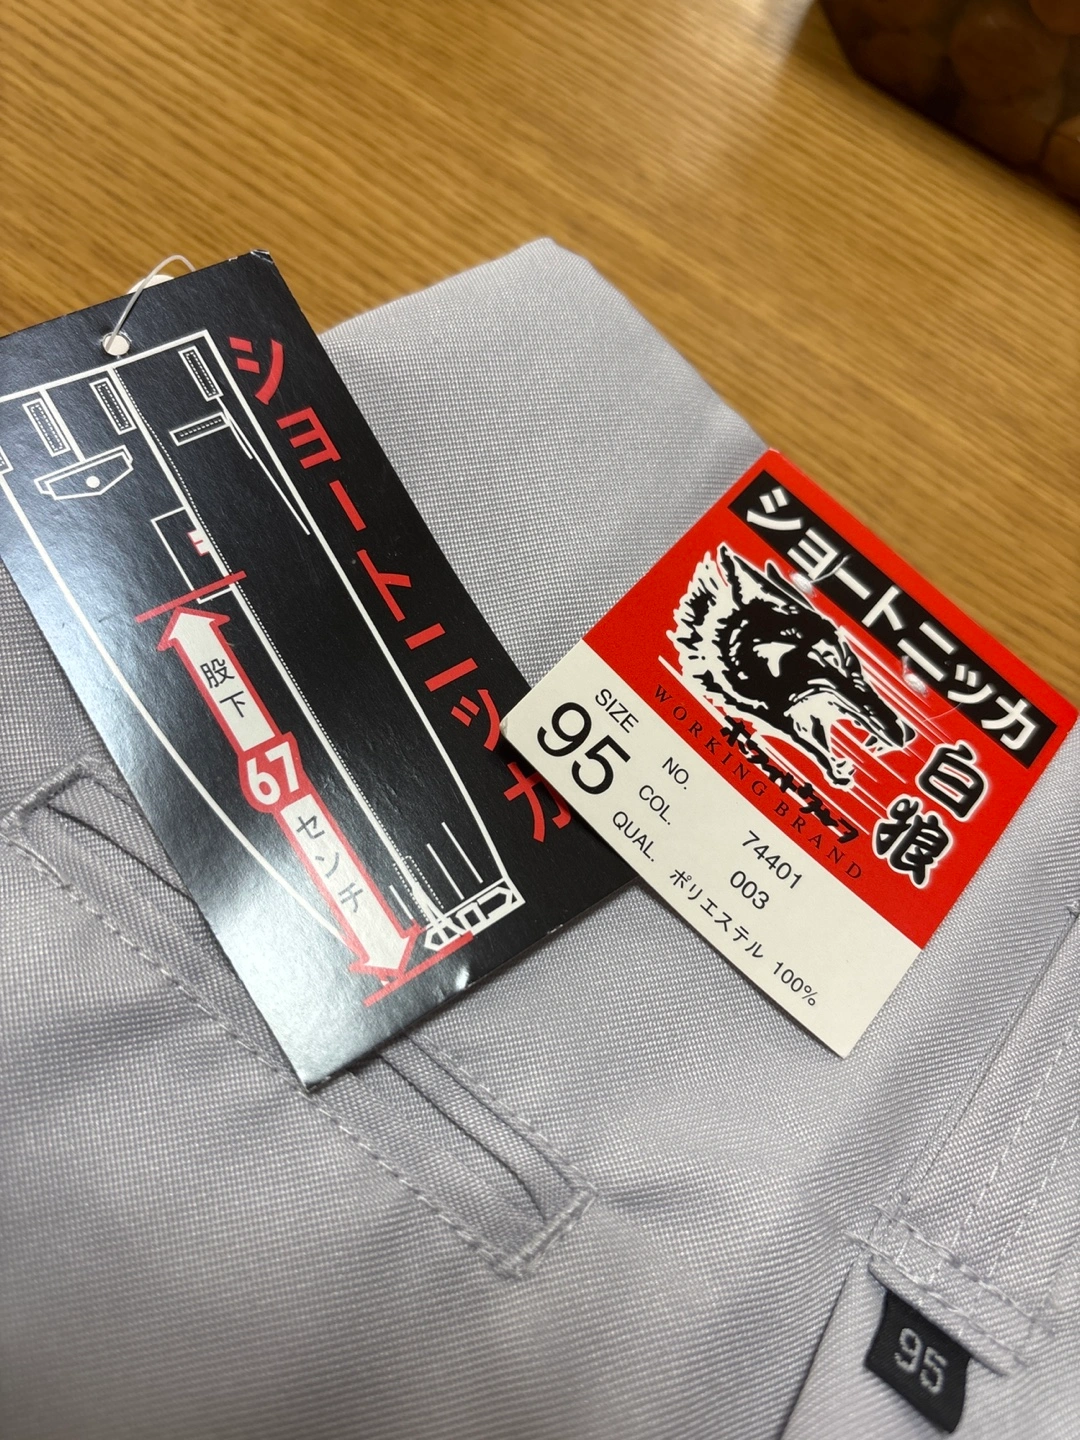 ショートニッカ
股下
67
センチ
ショートニッカ
白狼
ホワイトウルフ
WORKING BRAND
SIZE
95
NO. 74401
COL. 003
QUAL. ポリエステル 100%
95